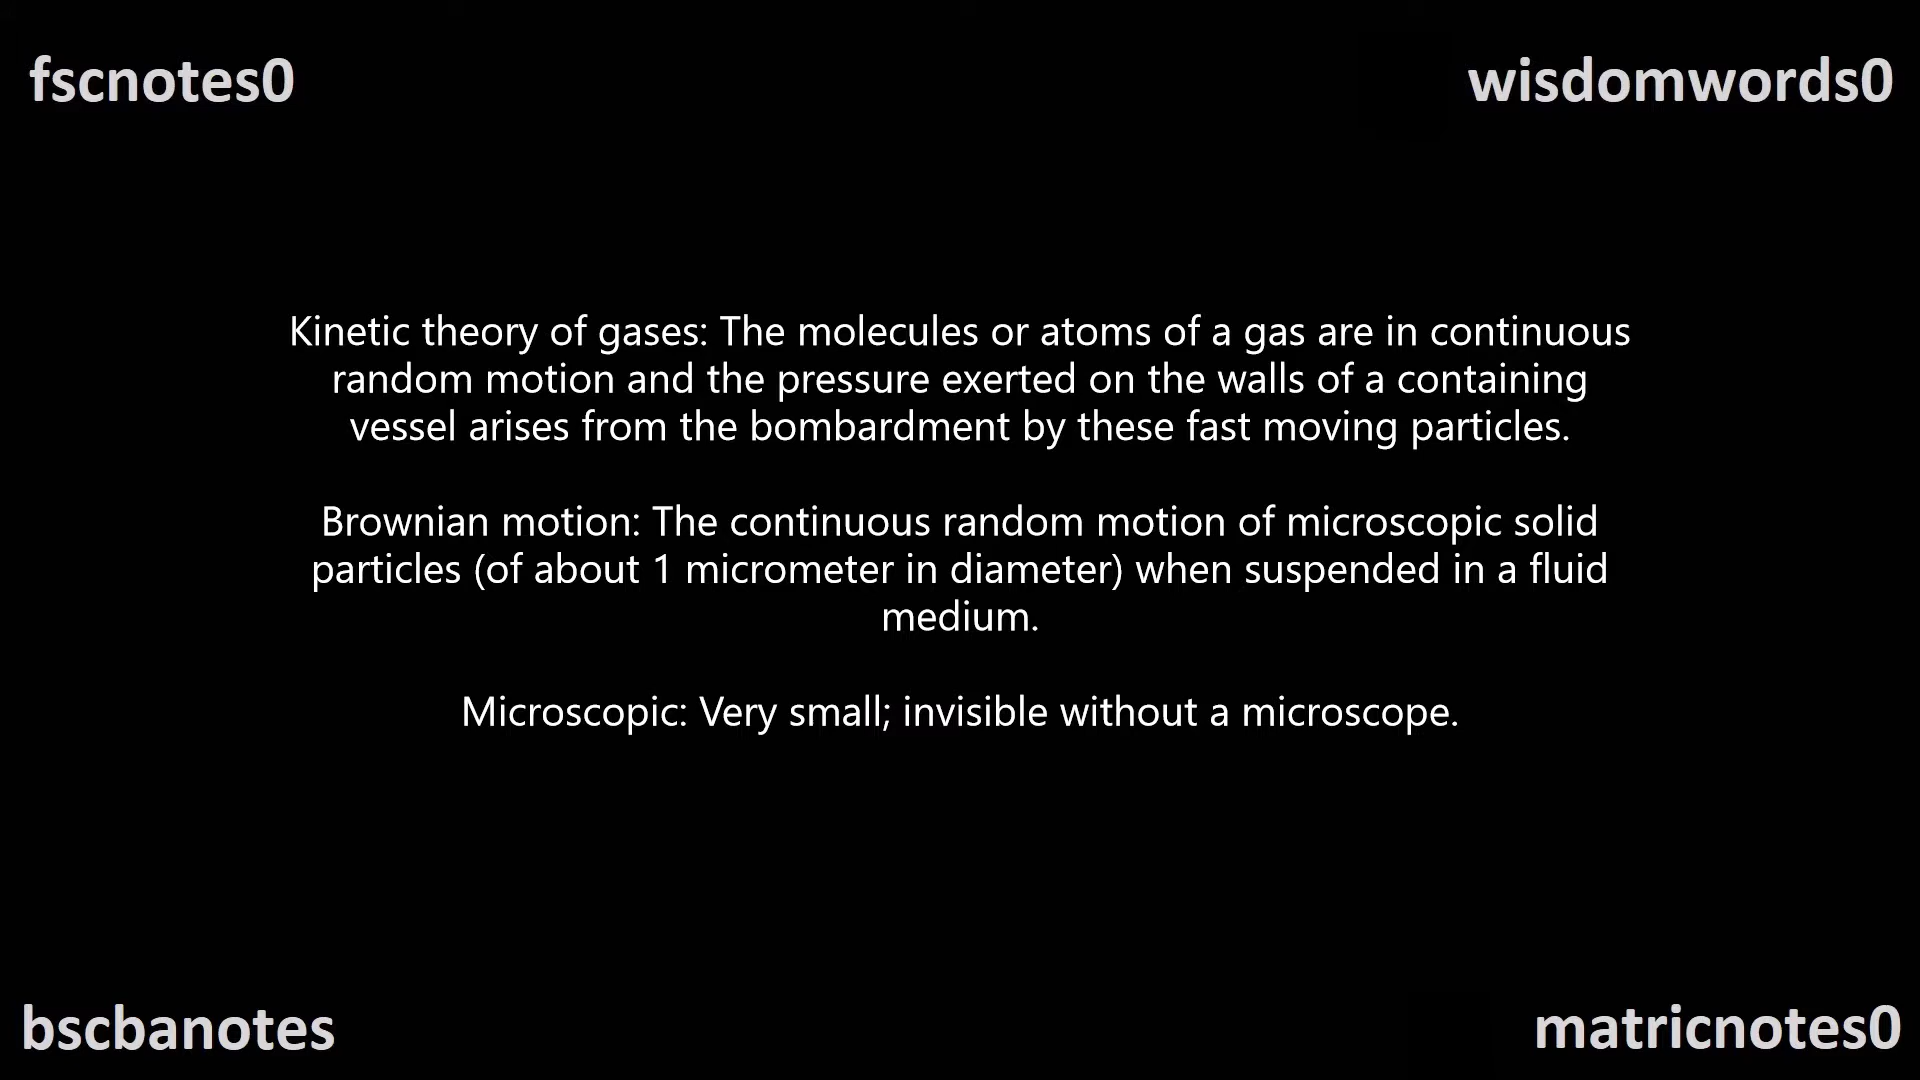 fscnotes0
wisdomwords0
Kinetic theory of gases: The molecules or atoms of a gas are in continuous
random motion and the pressure exerted on the walls of a containing
vessel arises from the bombardment by these fast moving particles.
Brownian motion: The continuous random motion of microscopic solid
particles (of about 1 micrometer in diameter) when suspended in a fluid
medium.
Microscopic: Very small; invisible without a microscope.
bscbanotes
matricnotes0